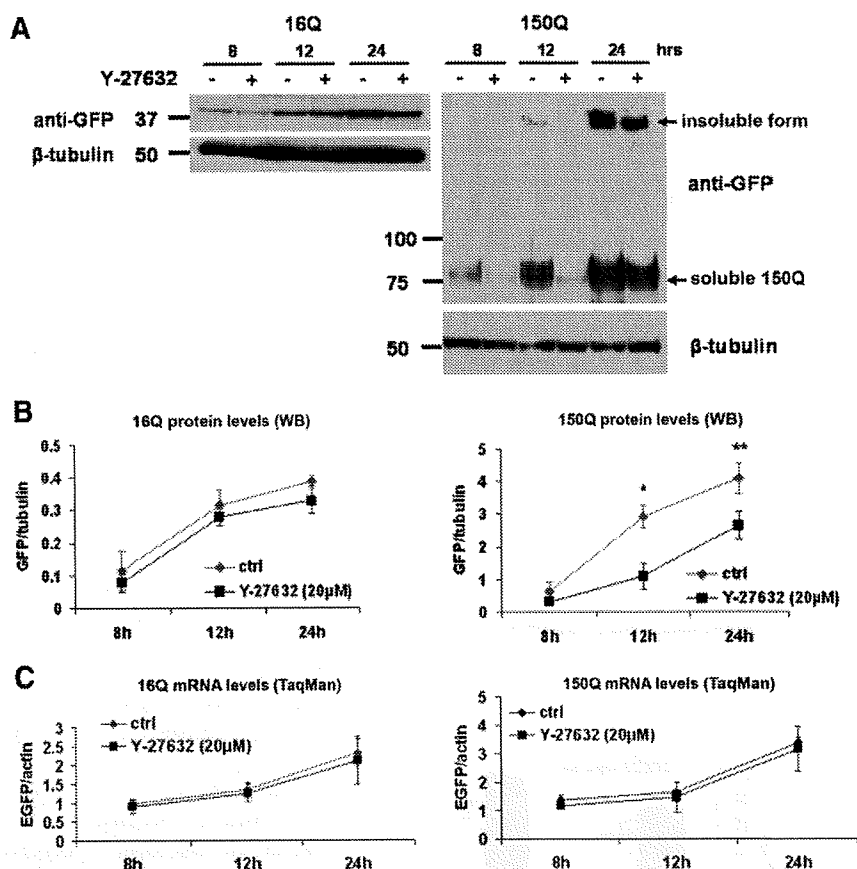 A
16Q
150Q
8 12 24
8 12 24 hrs
Y-27632 - + - + - + - + - + - +
anti-GFP 37
β-tubulin 50
insoluble form
anti-GFP
100
75
soluble 150Q
50
β-tubulin
B
16Q protein levels (WB)
GFP/tubulin
0.5
0.4
0.3
0.2
0.1
0
ctrl
Y-27632 (20μM)
8h 12h 24h
150Q protein levels (WB)
GFP/tubulin
5
4
3
2
1
0
*
**
ctrl
Y-27632 (20μM)
8h 12h 24h
C
16Q mRNA levels (TaqMan)
EGFP/actin
3
2.5
2
1.5
1
0.5
0
ctrl
Y-27632 (20μM)
8h 12h 24h
150Q mRNA levels (TaqMan)
EGFP/actin
5
4
3
2
1
0
ctrl
Y-27632 (20μM)
8h 12h 24h